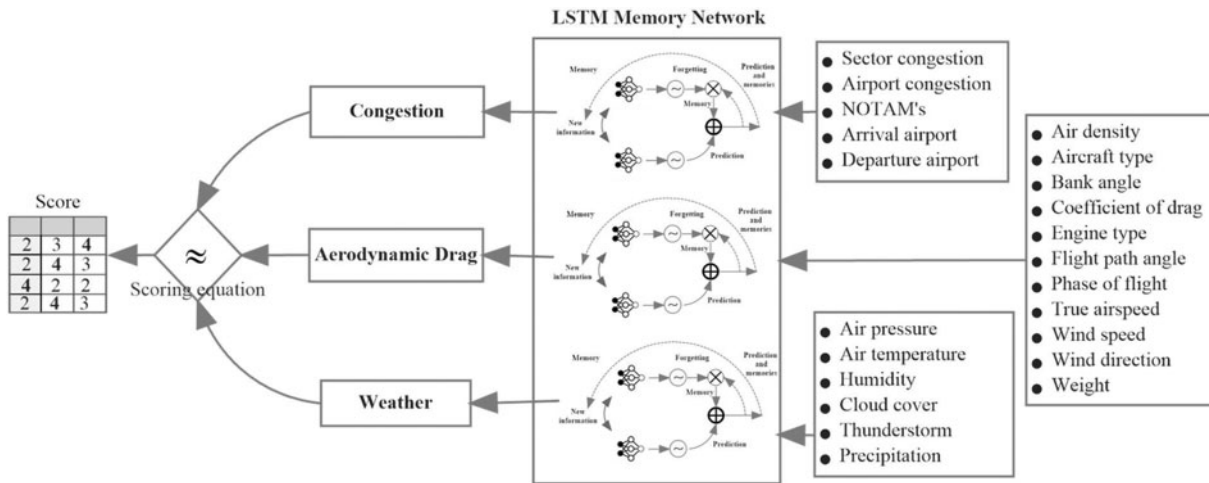 LSTM Memory Network
Memory
Forgetting
Prediction
and
memories
New
information
Memory
Prediction
Memory
Forgetting
Prediction
and
memories
New
information
Memory
Prediction
Memory
Forgetting
Prediction
and
memories
New
information
Memory
Prediction
Congestion
Aerodynamic Drag
Weather
Score
2 3 4
2 4 3
4 2 2
2 4 3
≈
Scoring equation
● Sector congestion
● Airport congestion
● NOTAM's
● Arrival airport
● Departure airport
● Air density
● Aircraft type
● Bank angle
● Coefficient of drag
● Engine type
● Flight path angle
● Phase of flight
● True airspeed
● Wind speed
● Wind direction
● Weight
● Air pressure
● Air temperature
● Humidity
● Cloud cover
● Thunderstorm
● Precipitation